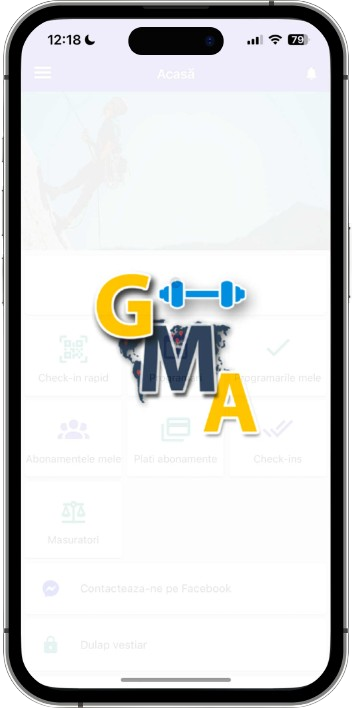 12:18
79
Acasă
G
M
A
Check-in rapid
Programările mele
Abonamentele mele
Plati abonamente
Check-ins
Masuratori
Contacteaza-ne pe Facebook
Dulap vestiar